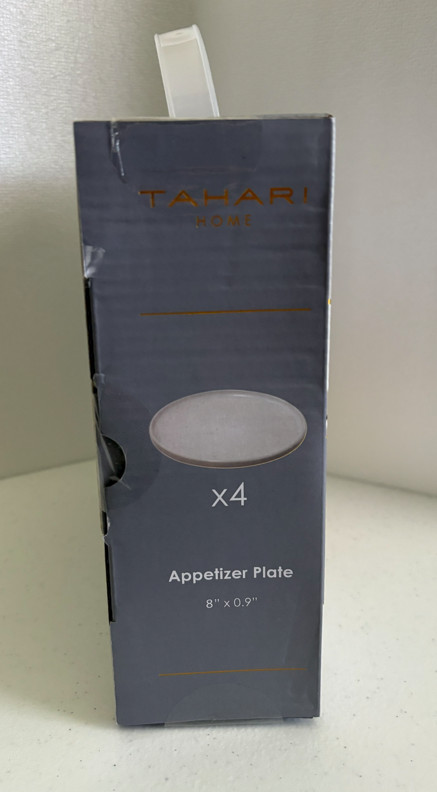 TAHARI
HOME
x4
Appetizer Plate
8" x 0.9"